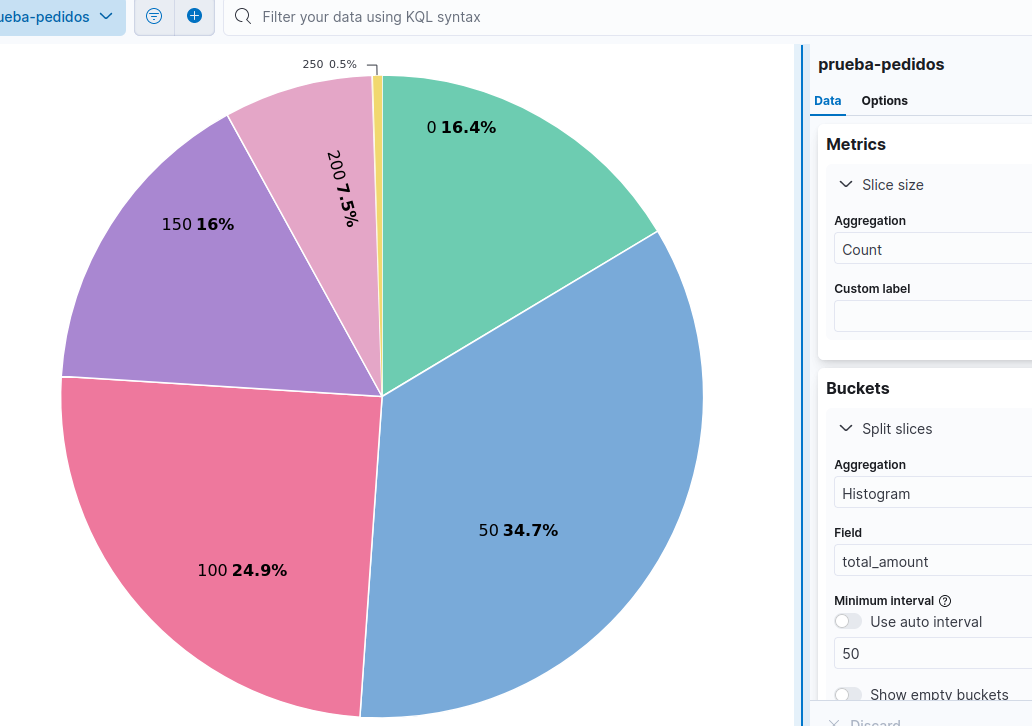 ueba-pedidos
Filter your data using KQL syntax
250 0.5%
0 16.4%
200 7.5%
150 16%
50 34.7%
100 24.9%
prueba-pedidos
Data Options
Metrics
Slice size
Aggregation
Count
Custom label
Buckets
Split slices
Aggregation
Histogram
Field
total_amount
Minimum interval
Use auto interval
50
Show empty buckets
Discard